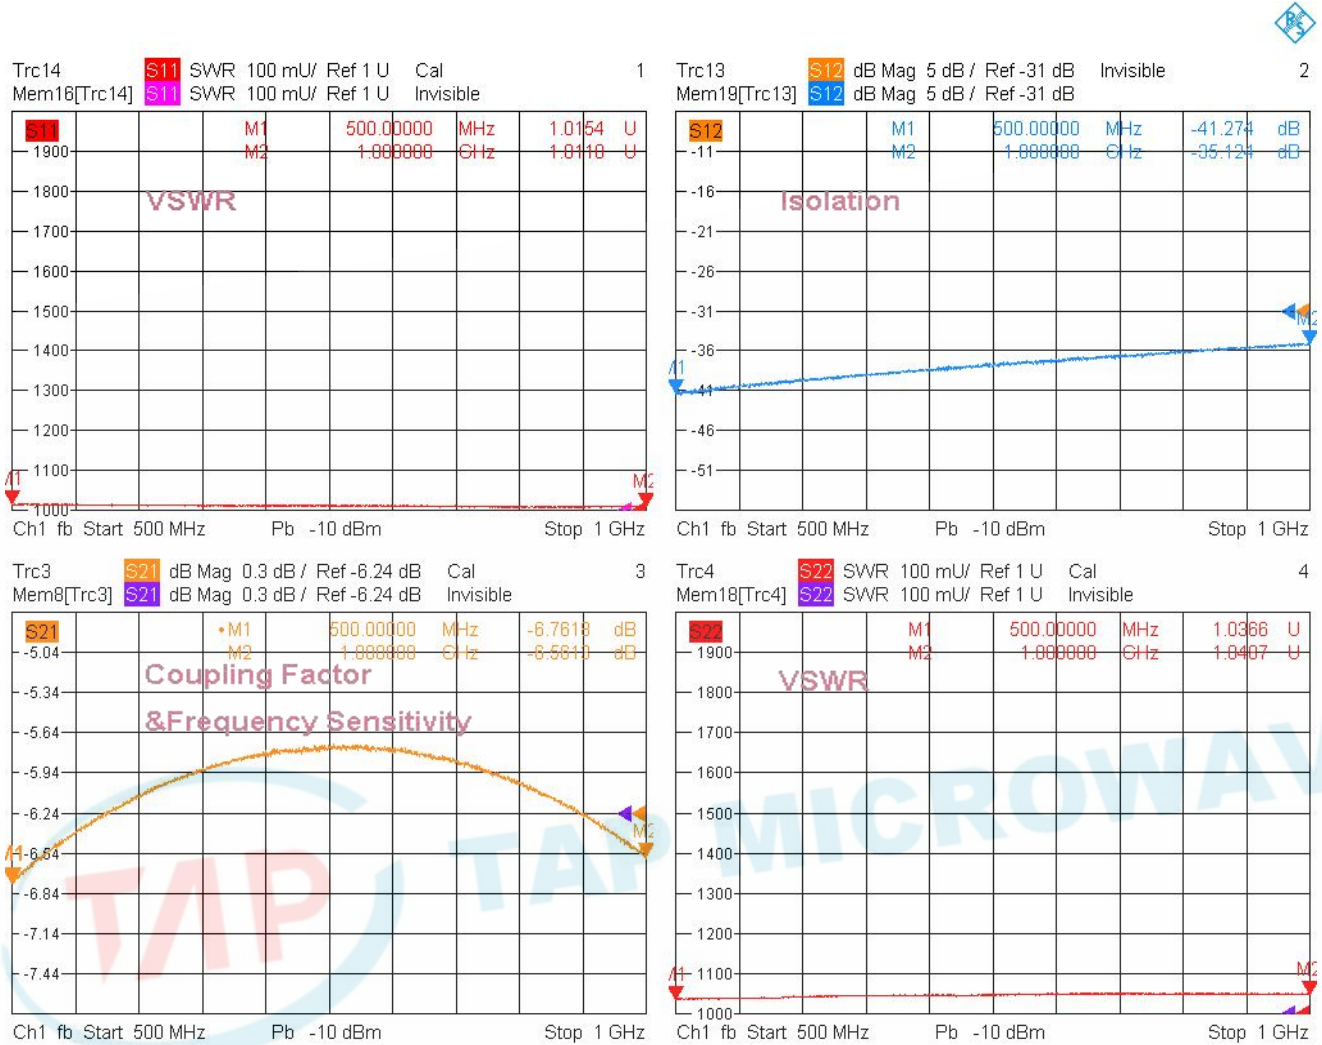 R&S
Trc14 S11 SWR 100 mU/ Ref 1 U Cal 1
Mem16[Trc14] S11 SWR 100 mU/ Ref 1 U Invisible
S11
M1 500.00000 MHz 1.0154 U
M2 1.000000 GHz 1.0110 U
VSWR
1900
1800
1700
1600
1500
1400
1300
1200
1100
1000
M1
M2
Ch1 fb Start 500 MHz Pb -10 dBm Stop 1 GHz
Trc13 S12 dB Mag 5 dB / Ref -31 dB Invisible 2
Mem19[Trc13] S12 dB Mag 5 dB / Ref -31 dB
S12
M1 500.00000 MHz -41.274 dB
M2 1.000000 GHz -35.124 dB
Isolation
-11
-16
-21
-26
-31
-36
-41
-46
-51
M1
M2
Ch1 fb Start 500 MHz Pb -10 dBm Stop 1 GHz
Trc3 S21 dB Mag 0.3 dB / Ref -6.24 dB Cal 3
Mem8[Trc3] S21 dB Mag 0.3 dB / Ref -6.24 dB Invisible
S21
•M1 500.00000 MHz -6.7618 dB
M2 1.000000 GHz dB
Coupling Factor
&Frequency Sensitivity
-5.04
-5.34
-5.64
-5.94
-6.24
-6.54
-6.84
-7.14
-7.44
M1
M2
Ch1 fb Start 500 MHz Pb -10 dBm Stop 1 GHz
Trc4 S22 SWR 100 mU/ Ref 1 U Cal 4
Mem18[Trc4] S22 SWR 100 mU/ Ref 1 U Invisible
S22
M1 500.00000 MHz 1.0366 U
M2 1.000000 GHz 1.0407 U
VSWR
1900
1800
1700
1600
1500
1400
1300
1200
1100
1000
M1
M2
Ch1 fb Start 500 MHz Pb -10 dBm Stop 1 GHz
TAP
TAP MICROWAV